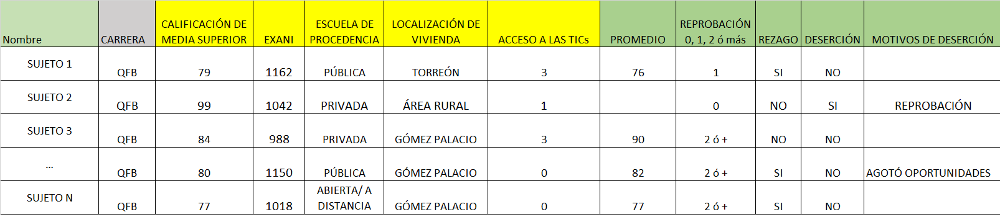 Nombre CARRERA CALIFICACIÓN DE MEDIA SUPERIOR EXANI ESCUELA DE PROCEDENCIA LOCALIZACIÓN DE VIVIENDA ACCESO A LAS TICs PROMEDIO REPROBACIÓN 0, 1, 2 ó más REZAGO DESERCIÓN MOTIVOS DE DESERCIÓN
SUJETO 1 QFB 79 1162 PÚBLICA TORREÓN 3 76 1 SI NO
SUJETO 2 QFB 99 1042 PRIVADA ÁREA RURAL 1 0 NO SI REPROBACIÓN
SUJETO 3 QFB 84 988 PRIVADA GÓMEZ PALACIO 3 90 2 ó + NO NO
... QFB 80 1150 PÚBLICA GÓMEZ PALACIO 0 82 2 ó + SI NO AGOTÓ OPORTUNIDADES
SUJETO N QFB 77 1018 ABIERTA/ A DISTANCIA GÓMEZ PALACIO 0 77 2 ó + SI NO